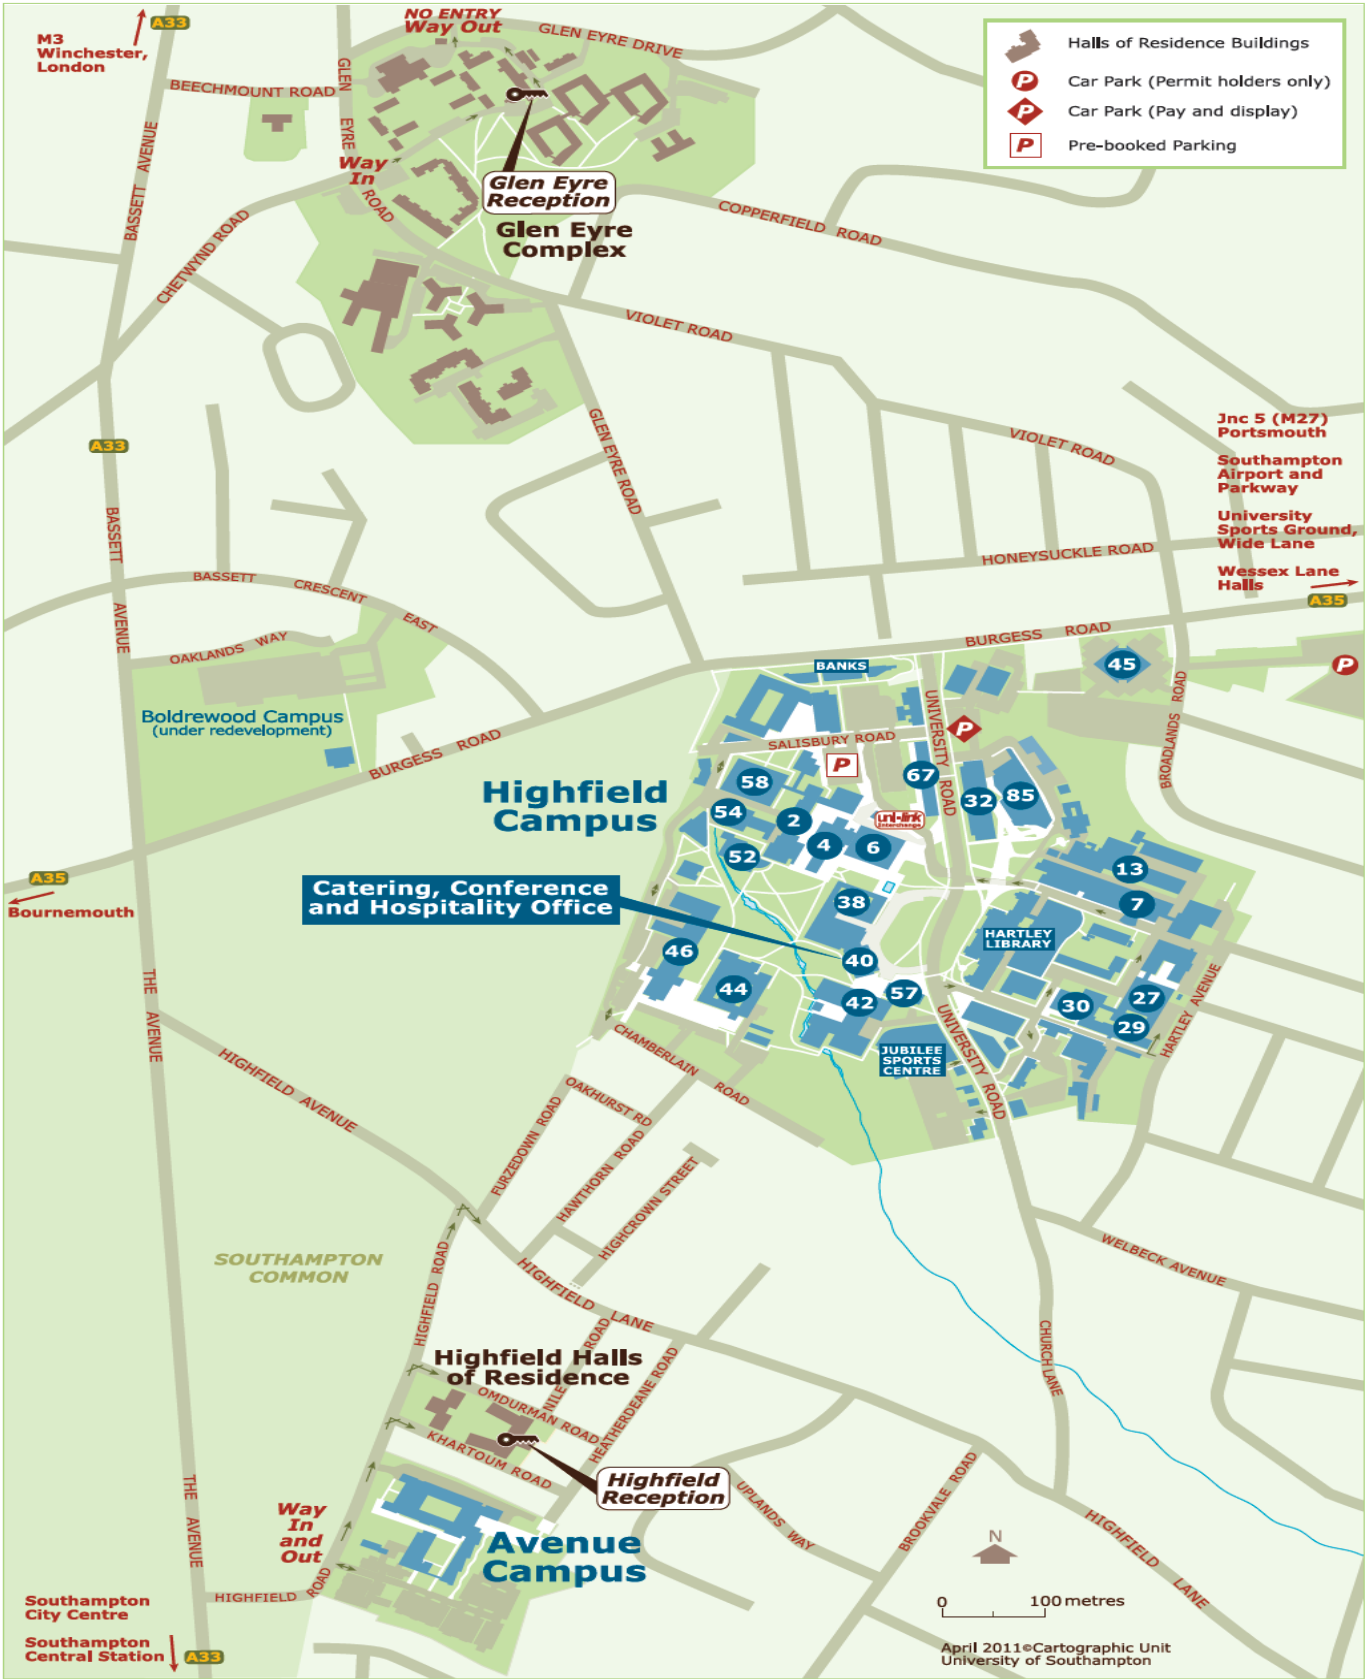 M3
Winchester,
London
A33
NO ENTRY
Way Out
GLEN EYRE DRIVE
GLEN EYRE ROAD
BEECHMOUNT ROAD
BASSETT AVENUE
Way
In
CHETWYND ROAD
Glen Eyre
Reception
Glen Eyre
Complex
Halls of Residence Buildings
P
Car Park (Permit holders only)
P
Car Park (Pay and display)
P
Pre-booked Parking
COPPERFIELD ROAD
VIOLET ROAD
GLEN EYRE ROAD
VIOLET ROAD
Jnc 5 (M27)
Portsmouth
Southampton
Airport and
Parkway
University
Sports Ground,
Wide Lane
Wessex Lane
Halls
A35
A33
HONEYSUCKLE ROAD
BASSETT AVENUE
BASSETT CRESCENT EAST
OAKLANDS WAY
BURGESS ROAD
Boldrewood Campus
(under redevelopment)
BURGESS ROAD
BANKS
45
P
BROADLANDS ROAD
UNIVERSITY ROAD
P
SALISBURY ROAD
P
Highfield
Campus
58
67
32
85
54
2
uni-link
interchange
4
6
52
13
7
38
A35
Bournemouth
Catering, Conference
and Hospitality Office
HARTLEY
LIBRARY
46
40
44
42
57
30
27
29
HARTLEY AVENUE
JUBILEE
SPORTS
CENTRE
UNIVERSITY ROAD
THE AVENUE
HIGHFIELD AVENUE
CHAMBERLAIN ROAD
OAKHURST RD
FURZEDOWN ROAD
HAWTHORN ROAD
HIGHCROWN STREET
SOUTHAMPTON
COMMON
HIGHFIELD ROAD
HIGHFIELD LANE
WELBECK AVENUE
CHURCH LANE
Highfield Halls
of Residence
NILE ROAD
OMDURMAN ROAD
HEATHERDEANE ROAD
KHARTOUM ROAD
Highfield
Reception
UPLANDS WAY
BROOKVALE ROAD
HIGHFIELD LANE
THE AVENUE
Way
In
and
Out
Avenue
Campus
HIGHFIELD ROAD
Southampton
City Centre
Southampton
Central Station
A33
N
0 100 metres
April 2011©Cartographic Unit
University of Southampton